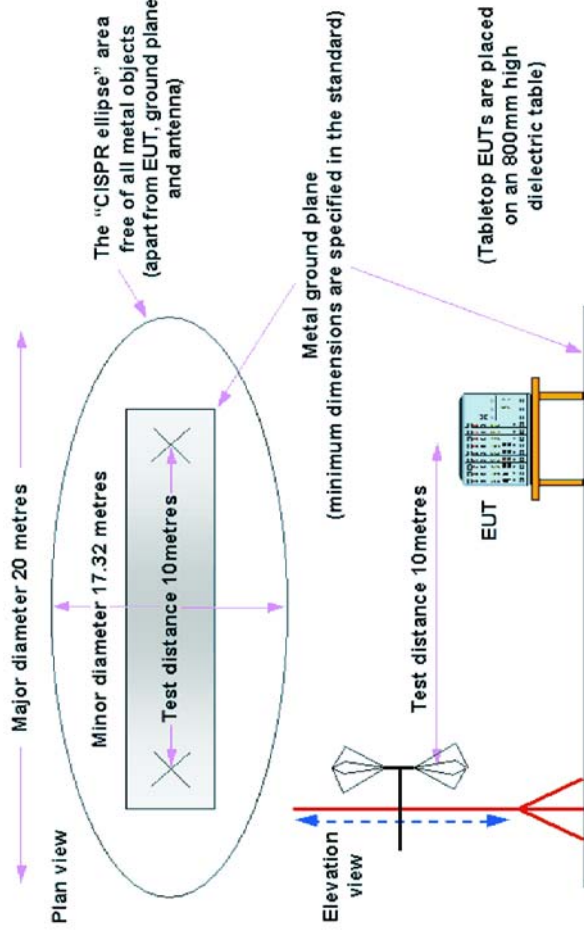 Major diameter 20 metres
Plan view
Minor diameter 17.32 metres
Test distance 10metres
The “CISPR ellipse” area
free of all metal objects
(apart from EUT, ground plane
and antenna)
Metal ground plane
(minimum dimensions are specified in the standard)
Elevation
view
Test distance 10metres
EUT
(Tabletop EUTs are placed
on an 800mm high
dielectric table)